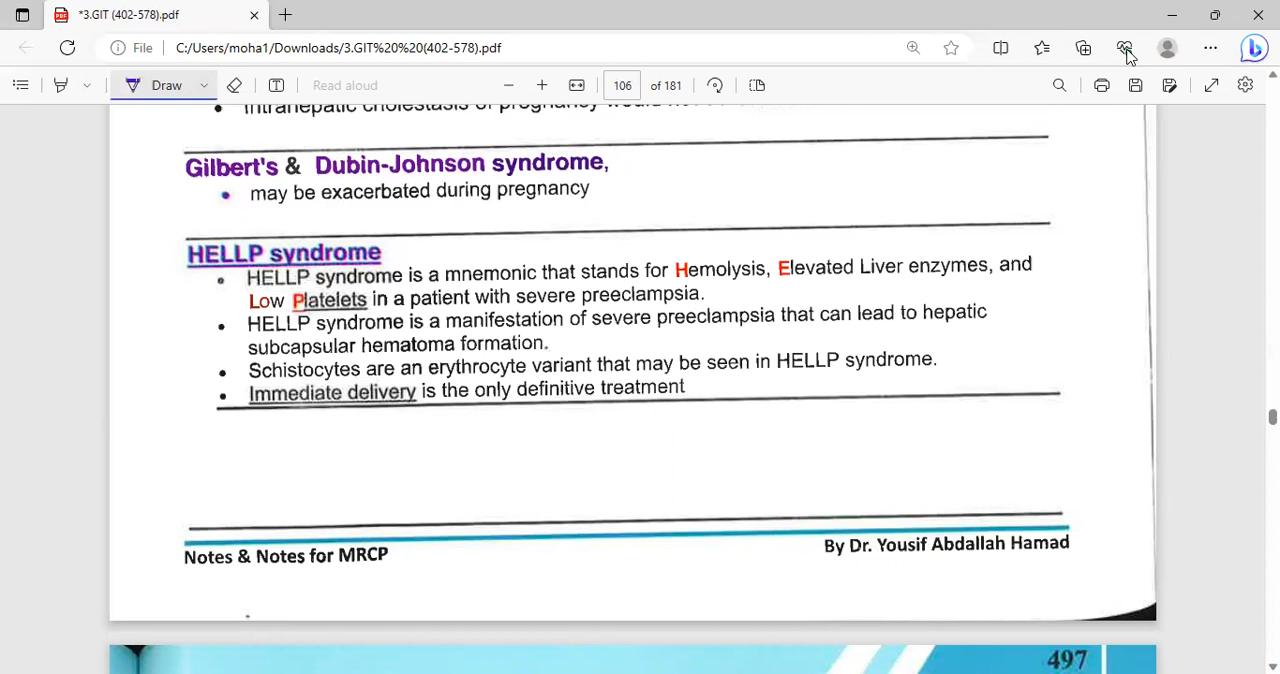 *3.GIT (402-578).pdf
File C:/Users/moha1/Downloads/3.GIT%20%20(402-578).pdf
Draw Read aloud 106 of 181
Intrahepatic cholestasis of pregnancy would
Gilbert's & Dubin-Johnson syndrome,
• may be exacerbated during pregnancy
HELLP syndrome
• HELLP syndrome is a mnemonic that stands for Hemolysis, Elevated Liver enzymes, and
Low Platelets in a patient with severe preeclampsia.
• HELLP syndrome is a manifestation of severe preeclampsia that can lead to hepatic
subcapsular hematoma formation.
• Schistocytes are an erythrocyte variant that may be seen in HELLP syndrome.
• Immediate delivery is the only definitive treatment
Notes & Notes for MRCP By Dr. Yousif Abdallah Hamad
497